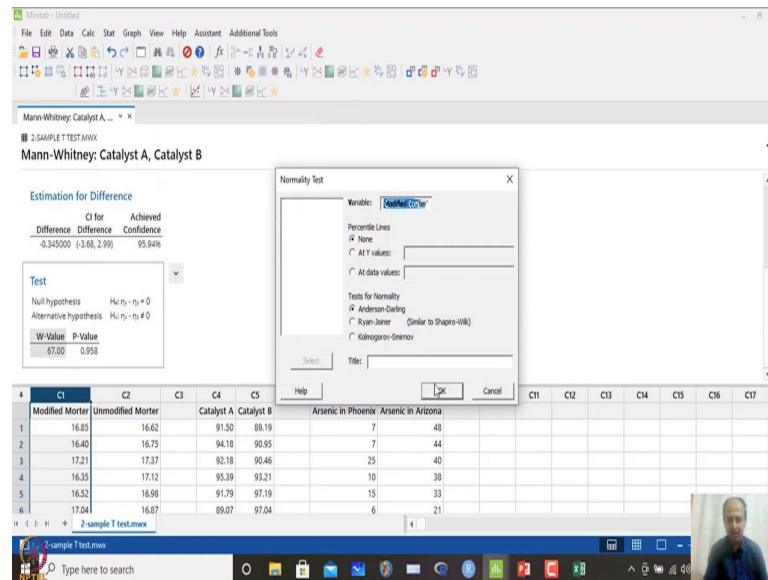 Minitab - Untitled
File Edit Data Calc Stat Graph View Help Assistant Additional Tools
Mann-Whitney: Catalyst A, ...
2-SAMPLE T TEST.MWX
Mann-Whitney: Catalyst A, Catalyst B
Estimation for Difference
Difference CI for Difference Achieved Confidence
-0.345000 (-3.68, 2.99) 95.94%
Test
Null hypothesis H₀: η₁ - η₂ = 0
Alternative hypothesis H₁: η₁ - η₂ ≠ 0
W-Value P-Value
67.00 0.958
Normality Test
Variable:
Percentile Lines
None
At Y values:
At data values:
Tests for Normality
Anderson-Darling
Ryan-Joiner (Similar to Shapiro-Wilk)
Kolmogorov-Smirnov
Select
Title:
Help OK Cancel
C1 C2 C3 C4 C5 C11 C12 C13 C14 C15 C16 C17
Modified Morter Unmodified Morter Catalyst A Catalyst B Arsenic in Phoenix Arsenic in Arizona
1 16.85 16.62 91.50 89.19 7 48
2 16.40 16.75 94.18 90.95 7 44
3 17.21 17.37 92.18 90.46 25 40
4 16.35 17.12 95.39 93.21 10 38
5 16.52 16.98 91.79 97.19 15 33
6 17.04 16.87 89.07 97.04 6 21
2-sample T test.mwx
2-sample T test.mwx
Type here to search
NPTEL